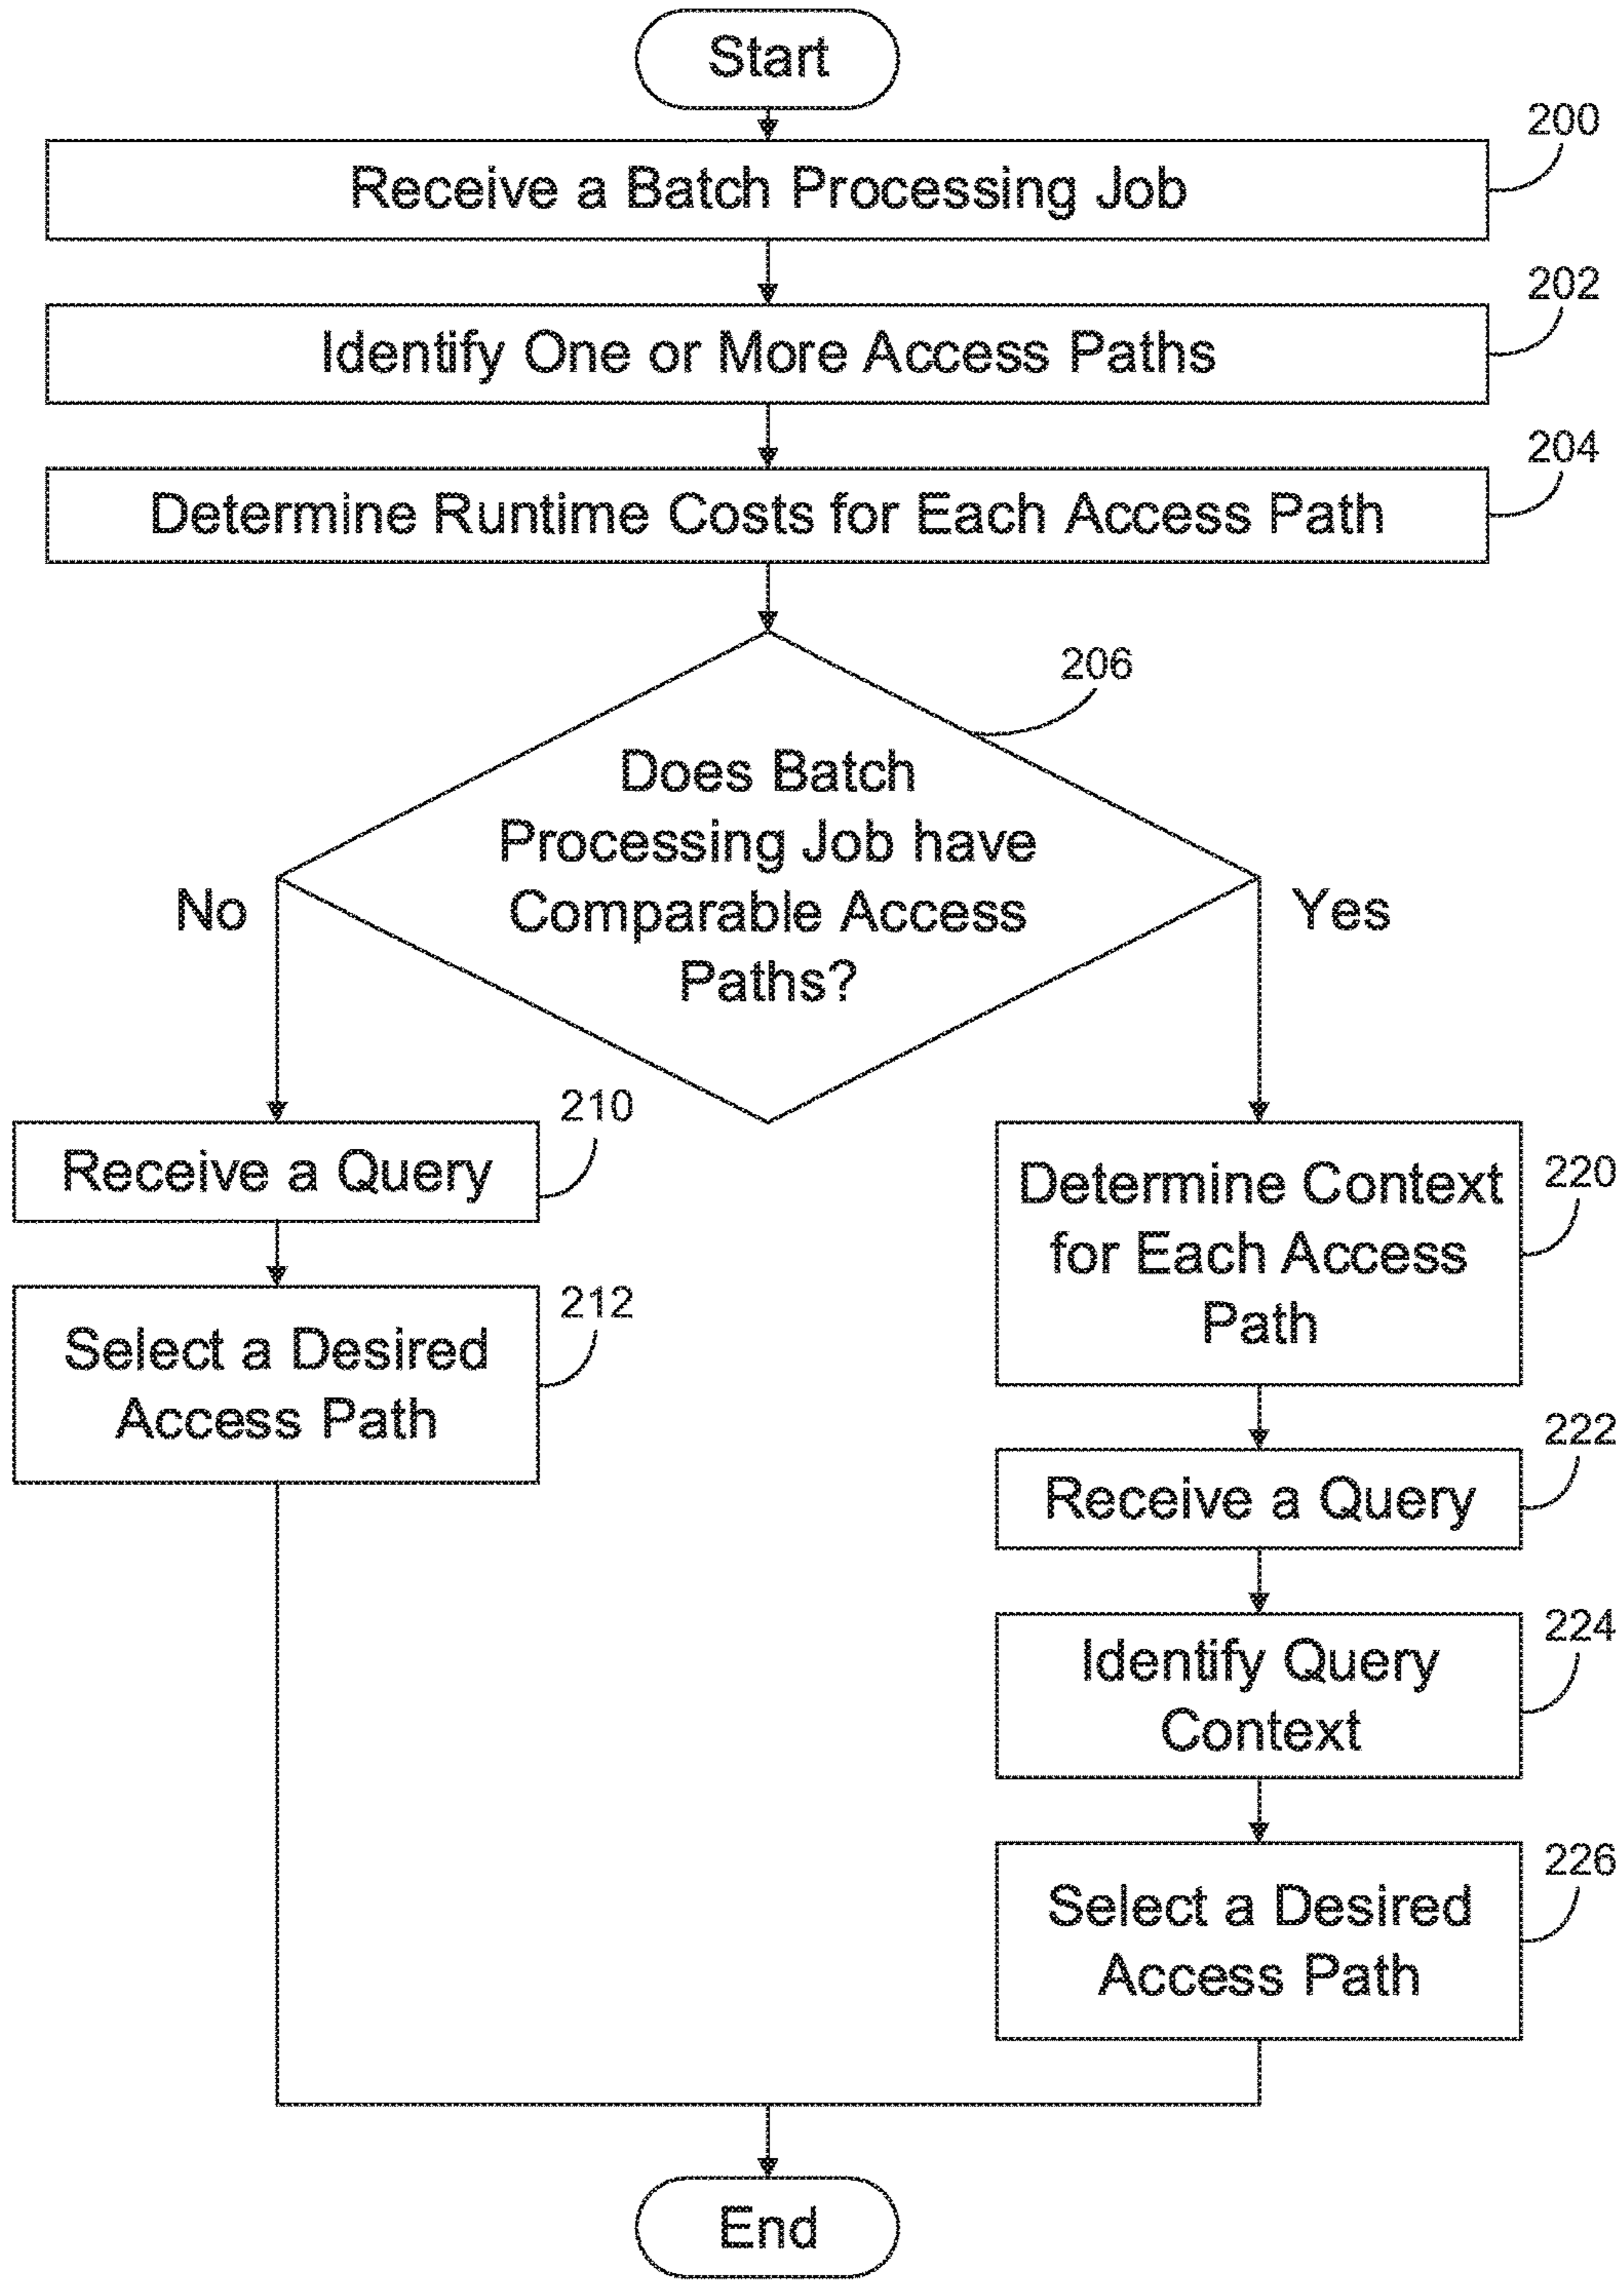 Start
200
Receive a Batch Processing Job
202
Identify One or More Access Paths
204
Determine Runtime Costs for Each Access Path
206
Does Batch
Processing Job have
Comparable Access
Paths?
No
Yes
210
Receive a Query
212
Select a Desired
Access Path
220
Determine Context
for Each Access
Path
222
Receive a Query
224
Identify Query
Context
226
Select a Desired
Access Path
End